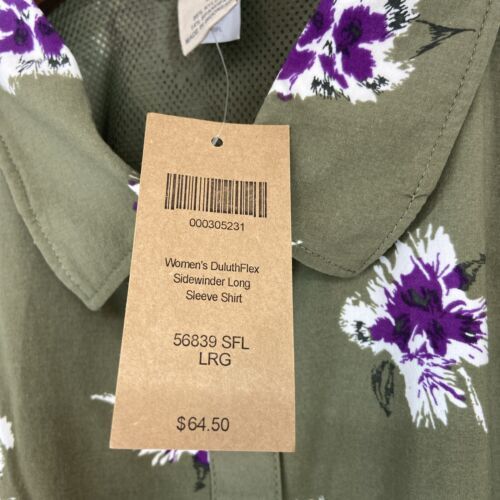 000305231
Women's DuluthFlex
Sidewinder Long
Sleeve Shirt
56839 SFL
LRG
$64.50